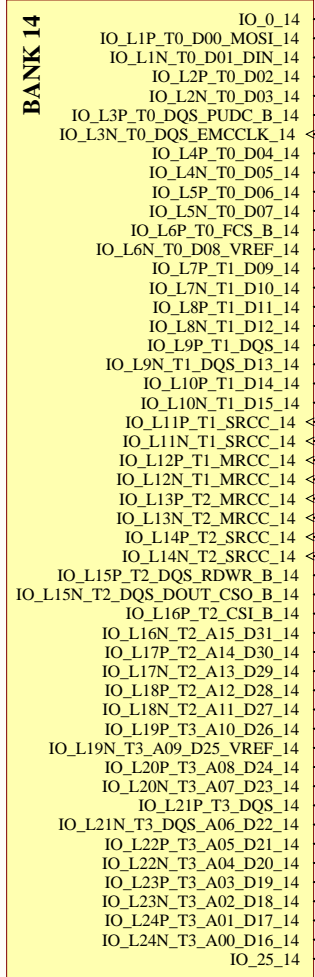 BANK 14
IO_0_14
IO_L1P_T0_D00_MOSI_14
IO_L1N_T0_D01_DIN_14
IO_L2P_T0_D02_14
IO_L2N_T0_D03_14
IO_L3P_T0_DQS_PUDC_B_14
IO_L3N_T0_DQS_EMCCLK_14
IO_L4P_T0_D04_14
IO_L4N_T0_D05_14
IO_L5P_T0_D06_14
IO_L5N_T0_D07_14
IO_L6P_T0_FCS_B_14
IO_L6N_T0_D08_VREF_14
IO_L7P_T1_D09_14
IO_L7N_T1_D10_14
IO_L8P_T1_D11_14
IO_L8N_T1_D12_14
IO_L9P_T1_DQS_14
IO_L9N_T1_DQS_D13_14
IO_L10P_T1_D14_14
IO_L10N_T1_D15_14
IO_L11P_T1_SRCC_14
IO_L11N_T1_SRCC_14
IO_L12P_T1_MRCC_14
IO_L12N_T1_MRCC_14
IO_L13P_T2_MRCC_14
IO_L13N_T2_MRCC_14
IO_L14P_T2_SRCC_14
IO_L14N_T2_SRCC_14
IO_L15P_T2_DQS_RDWR_B_14
IO_L15N_T2_DQS_DOUT_CSO_B_14
IO_L16P_T2_CSI_B_14
IO_L16N_T2_A15_D31_14
IO_L17P_T2_A14_D30_14
IO_L17N_T2_A13_D29_14
IO_L18P_T2_A12_D28_14
IO_L18N_T2_A11_D27_14
IO_L19P_T3_A10_D26_14
IO_L19N_T3_A09_D25_VREF_14
IO_L20P_T3_A08_D24_14
IO_L20N_T3_A07_D23_14
IO_L21P_T3_DQS_14
IO_L21N_T3_DQS_A06_D22_14
IO_L22P_T3_A05_D21_14
IO_L22N_T3_A04_D20_14
IO_L23P_T3_A03_D19_14
IO_L23N_T3_A02_D18_14
IO_L24P_T3_A01_D17_14
IO_L24N_T3_A00_D16_14
IO_25_14